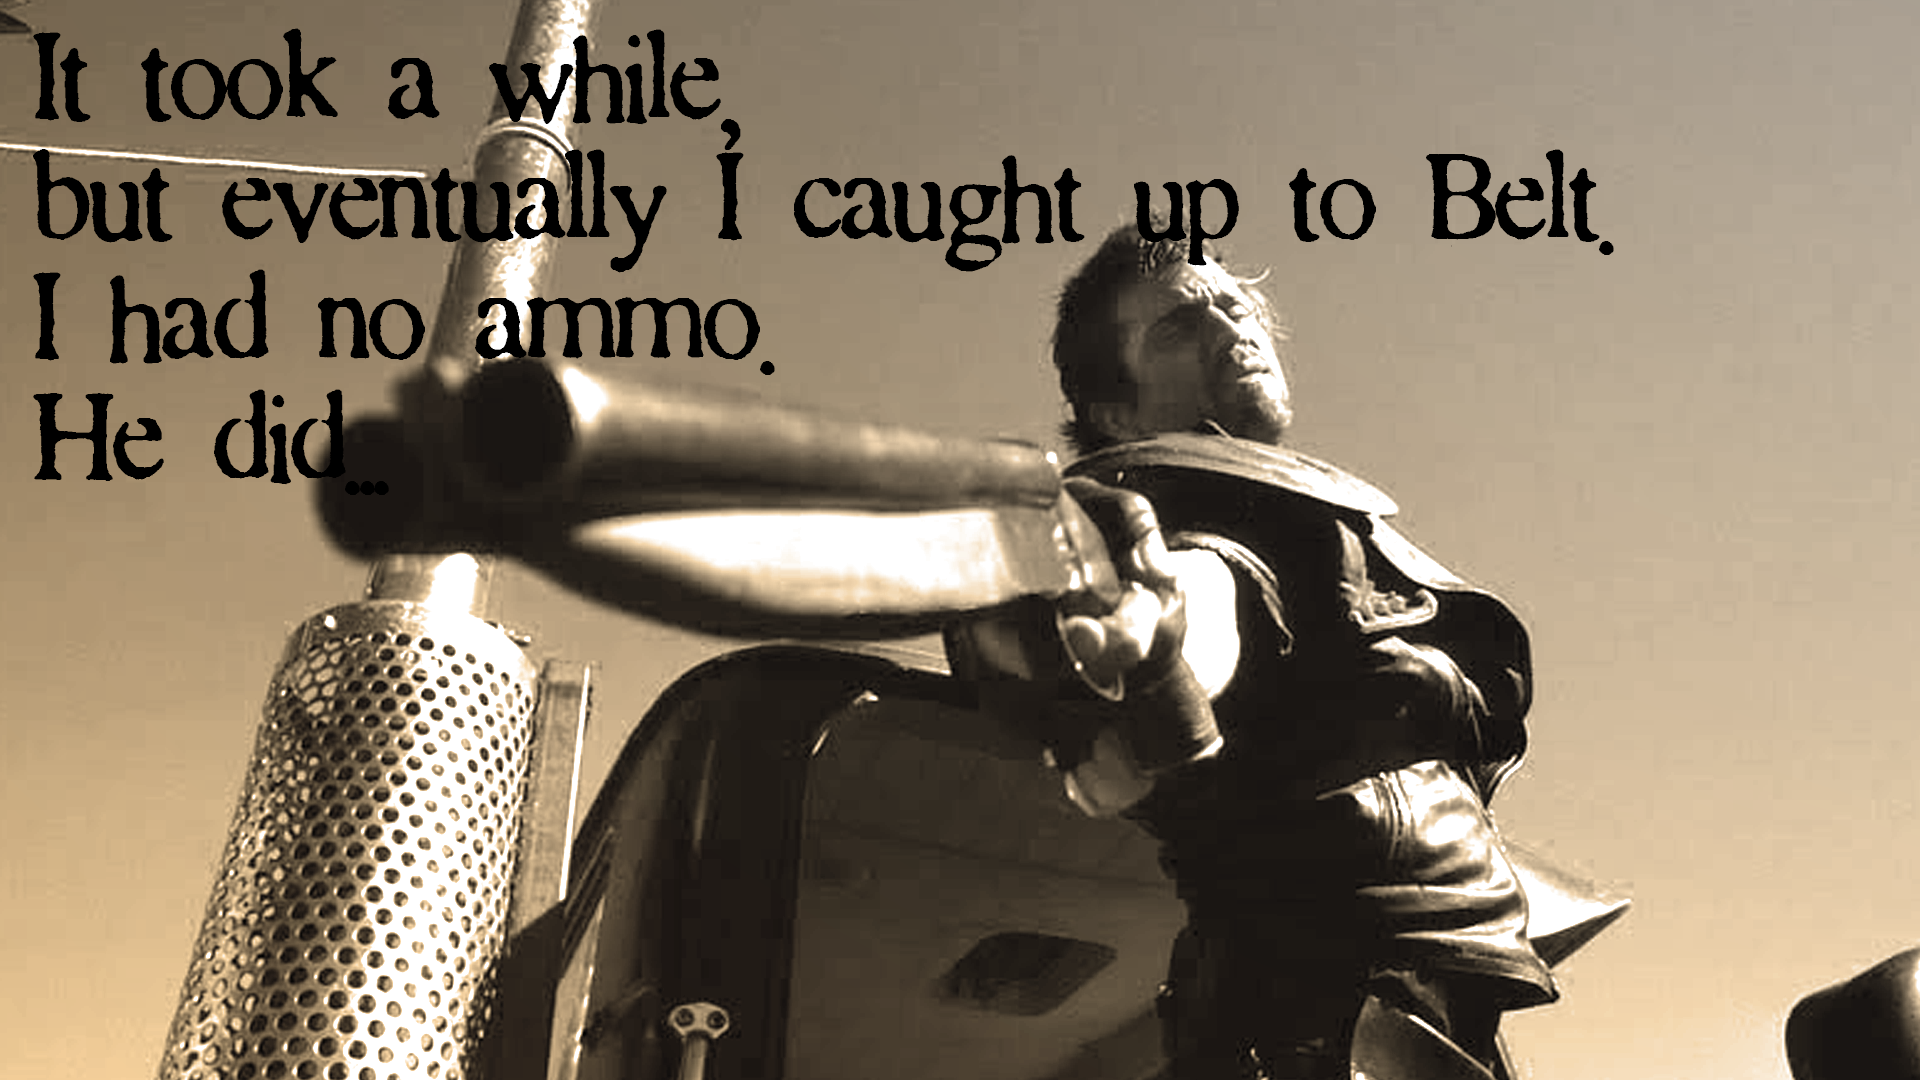 It took a while,
but eventually I caught up to Belt.
I had no ammo.
He did...